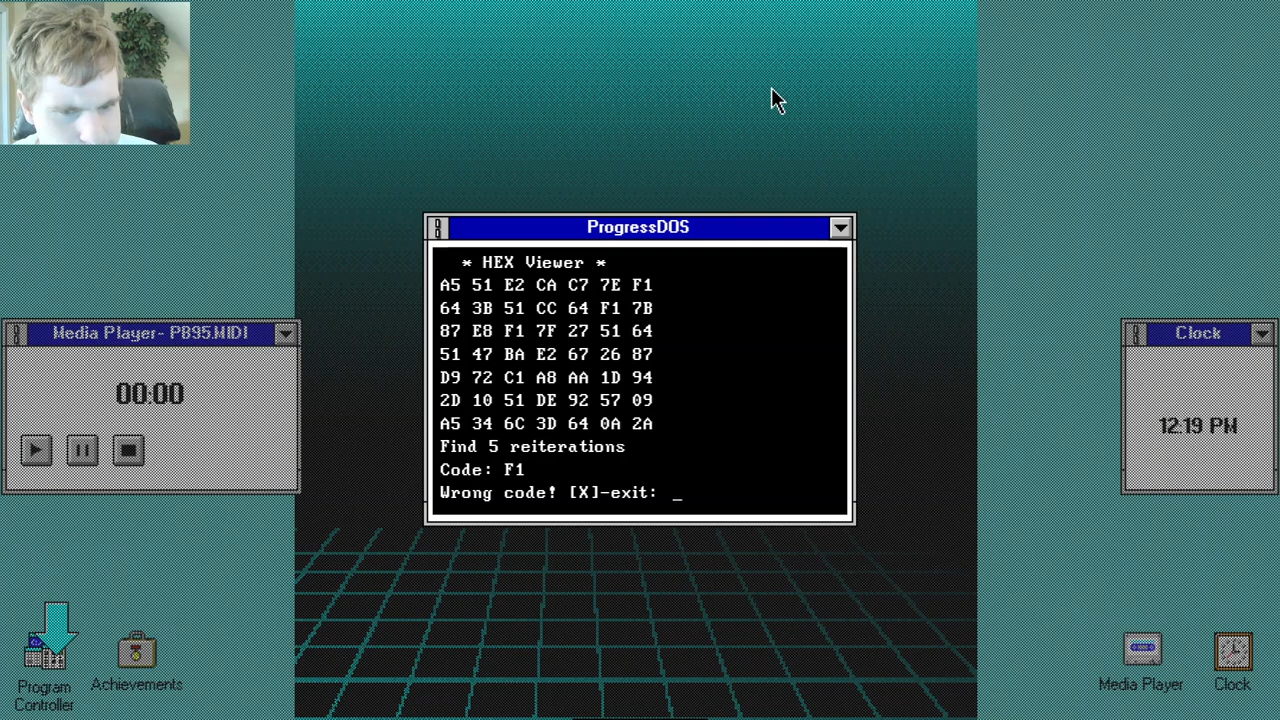 ProgressDOS
* HEX Viewer *
A5 51 E2 CA C7 7E F1
64 3B 51 CC 64 F1 7B
87 E8 F1 7F 27 51 64
51 47 BA E2 67 26 87
D9 72 C1 A8 AA 1D 94
2D 10 51 DE 92 57 09
A5 34 6C 3D 64 0A 2A
Find 5 reiterations
Code: F1
Wrong code! [X]-exit: _
Media Player- PB95.MIDI
00:00
Clock
12:19 PM
Program
Controller
Achievements
Media Player
Clock